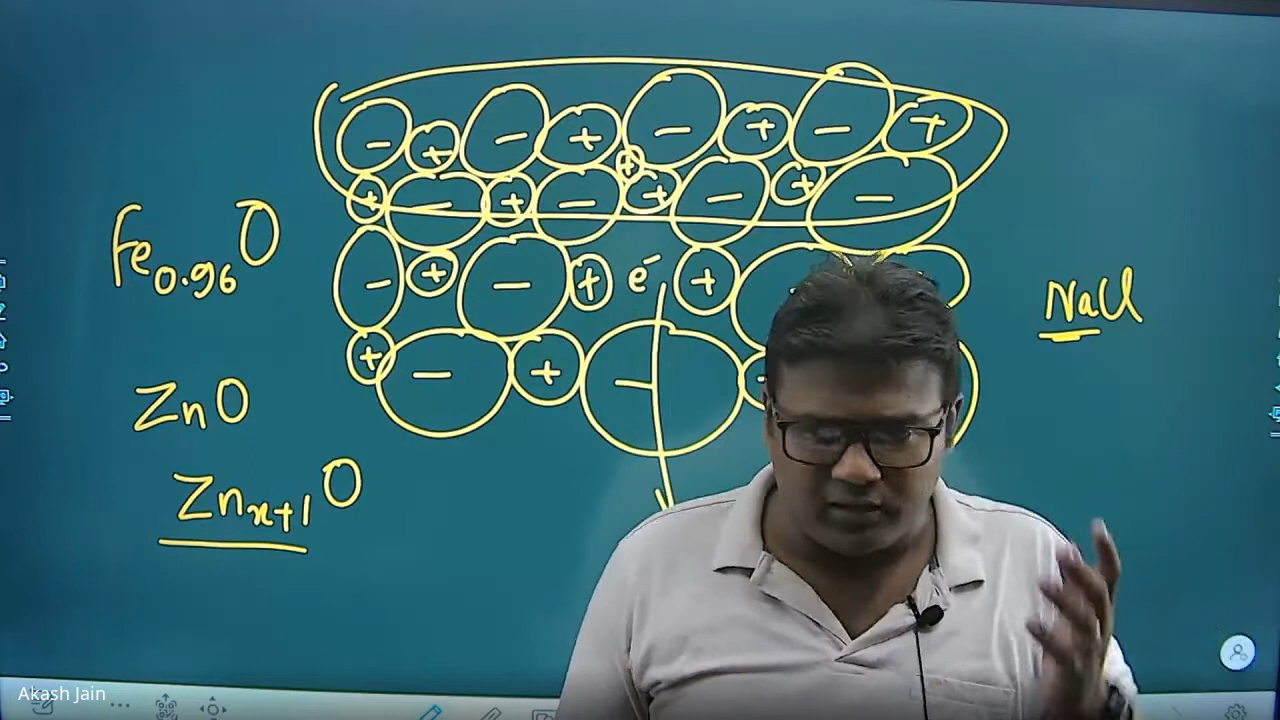 - + - + - + - +
+
+ - + - + - + -
- + - + e⁻ +
+ - + -
Fe0.96O
NaCl
ZnO
Znx+1O
Akash Jain